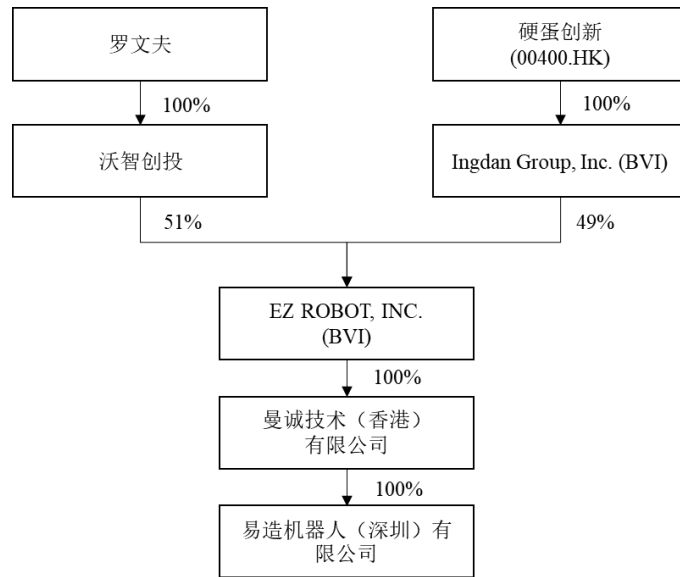 罗文夫
硬蛋创新
(00400.HK)
100%
100%
沃智创投
Ingdan Group, Inc. (BVI)
51%
49%
EZ ROBOT, INC.
(BVI)
100%
曼诚技术（香港）
有限公司
100%
易造机器人（深圳）有
限公司